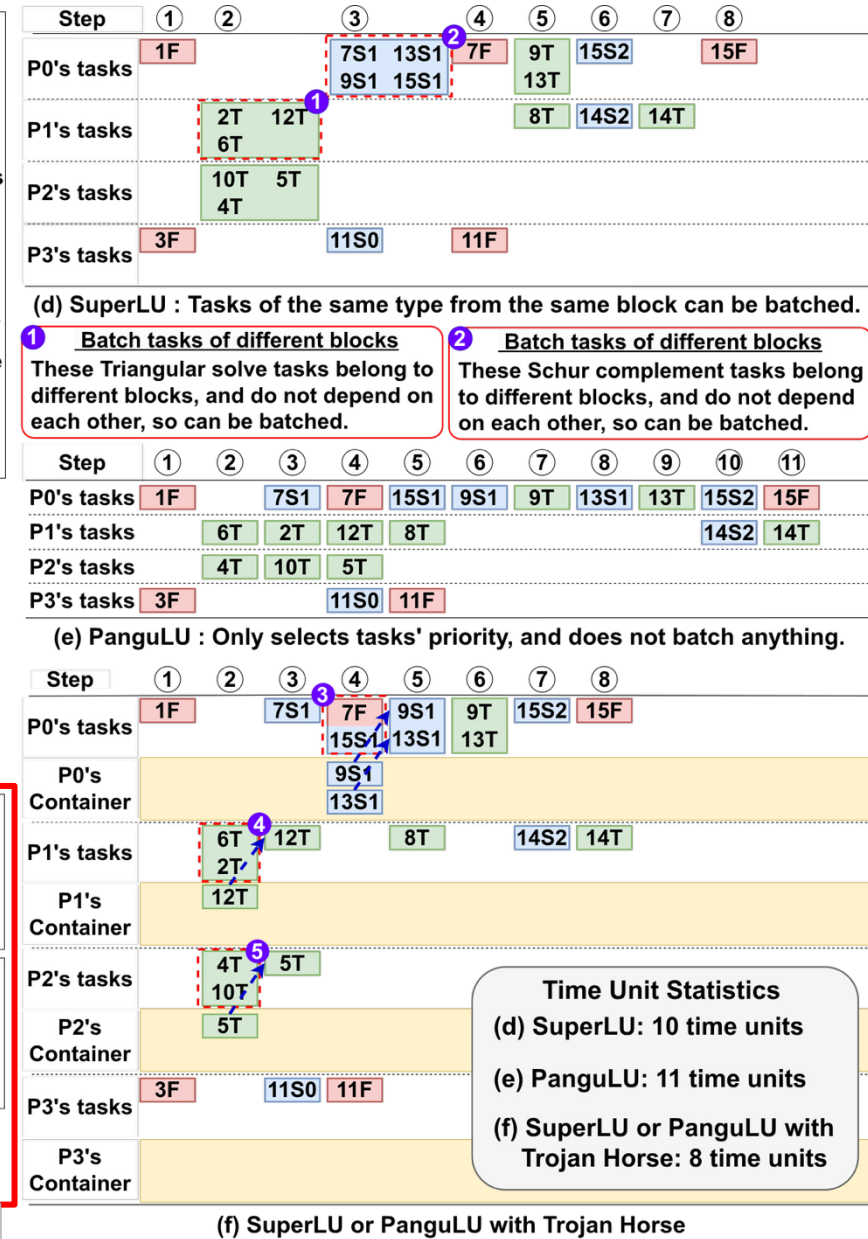 Step ① ② ③ ④ ⑤ ⑥ ⑦ ⑧
P0's tasks 1F 7S1 13S1 2 7F 9T 15S2 15F
9S1 15S1 13T
P1's tasks 2T 12T 1 8T 14S2 14T
6T
P2's tasks 10T 5T
4T
P3's tasks 3F 11S0 11F
(d) SuperLU : Tasks of the same type from the same block can be batched.
1 Batch tasks of different blocks
These Triangular solve tasks belong to
different blocks, and do not depend on
each other, so can be batched.
2 Batch tasks of different blocks
These Schur complement tasks belong
to different blocks, and do not depend
on each other, so can be batched.
Step ① ② ③ ④ ⑤ ⑥ ⑦ ⑧ ⑨ ⑩ ⑪
P0's tasks 1F 7S1 7F 15S1 9S1 9T 13S1 13T 15S2 15F
P1's tasks 6T 2T 12T 8T 14S2 14T
P2's tasks 4T 10T 5T
P3's tasks 3F 11S0 11F
(e) PanguLU : Only selects tasks' priority, and does not batch anything.
Step ① ② ③ ④ ⑤ ⑥ ⑦ ⑧
P0's tasks 1F 7S1 3 7F 9S1 9T 15S2 15F
15S1 13S1 13T
P0's Container 9S1
13S1
P1's tasks 6T 4 12T 8T 14S2 14T
2T
P1's Container 12T
P2's tasks 4T 5 5T
10T
P2's Container 5T
P3's tasks 3F 11S0 11F
P3's Container
Time Unit Statistics
(d) SuperLU: 10 time units
(e) PanguLU: 11 time units
(f) SuperLU or PanguLU with
Trojan Horse: 8 time units
(f) SuperLU or PanguLU with Trojan Horse